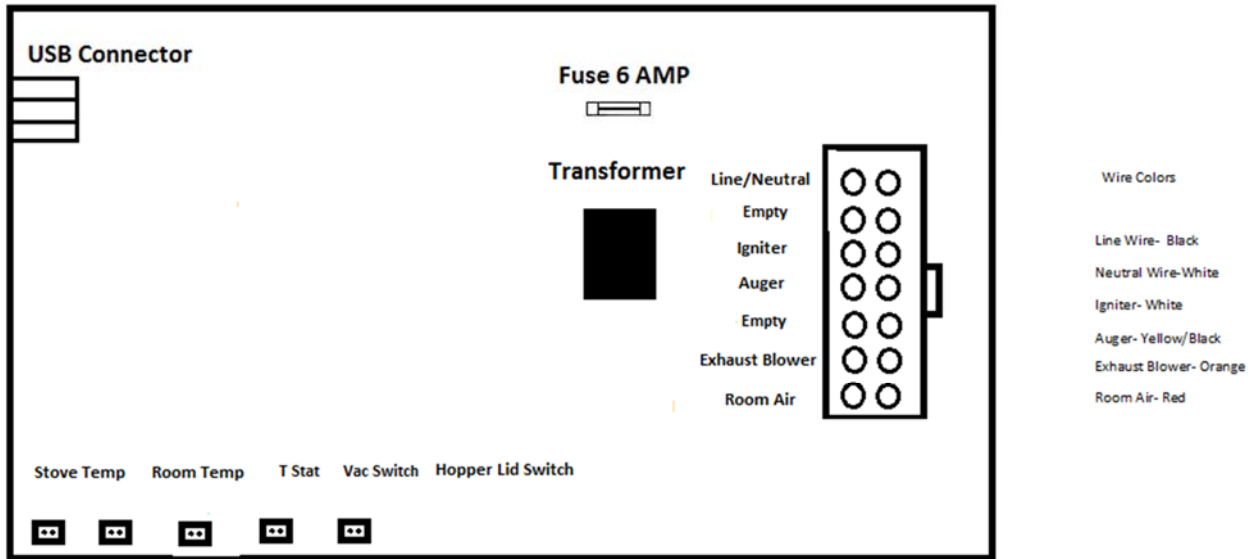 USB Connector
Fuse 6 AMP
Transformer
Line/Neutral
Empty
Igniter
Auger
Empty
Exhaust Blower
Room Air
Wire Colors
Line Wire- Black
Neutral Wire-White
Igniter- White
Auger- Yellow/Black
Exhaust Blower- Orange
Room Air- Red
Stove Temp Room Temp T Stat Vac Switch Hopper Lid Switch